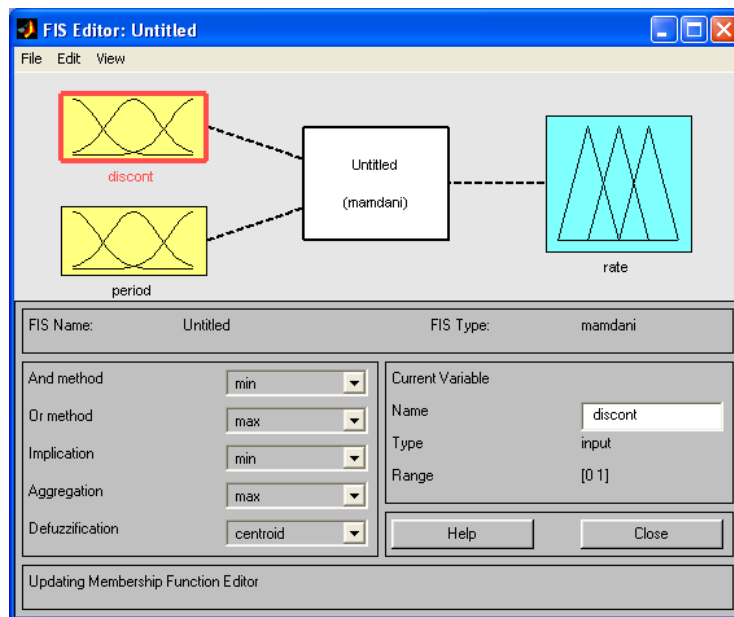 FIS Editor: Untitled
File Edit View
discont
period
Untitled
(mamdani)
rate
FIS Name: Untitled FIS Type: mamdani
And method min
Or method max
Implication min
Aggregation max
Defuzzification centroid
Current Variable
Name discont
Type input
Range [0 1]
Help Close
Updating Membership Function Editor